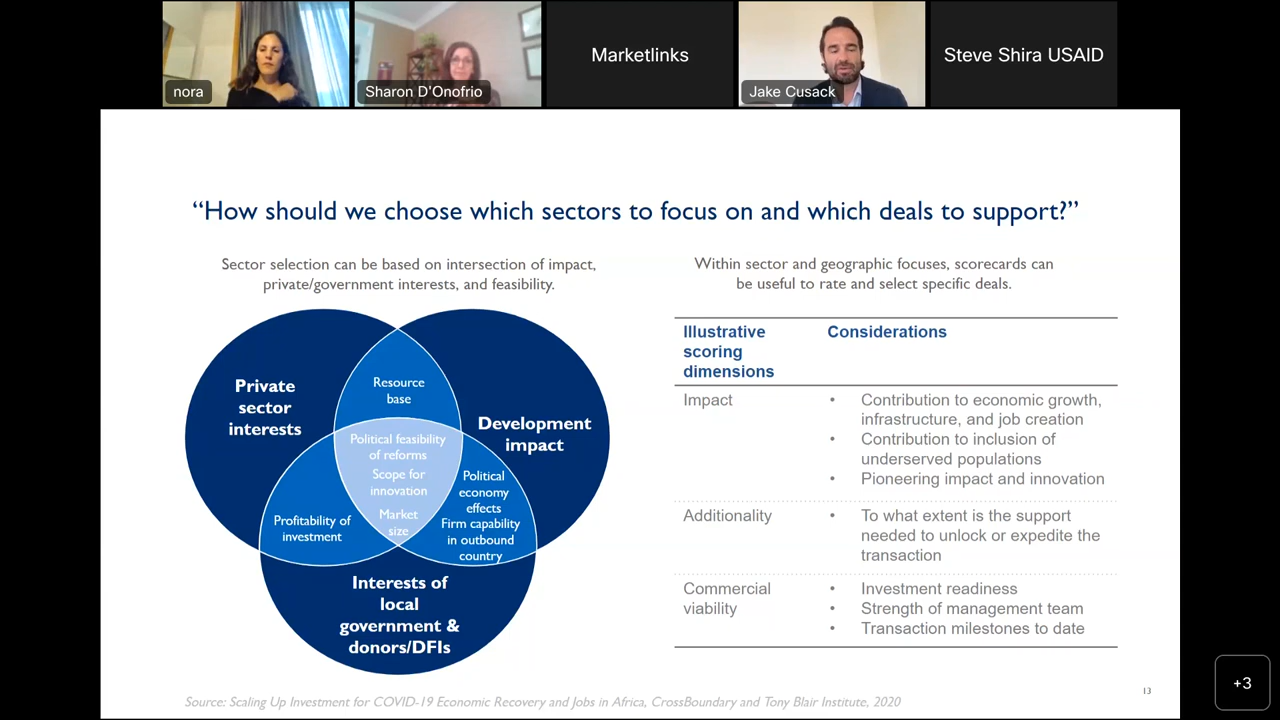 nora
Sharon D'Onofrio
Marketlinks
Jake Cusack
Steve Shira USAID
“How should we choose which sectors to focus on and which deals to support?”
Sector selection can be based on intersection of impact,
private/government interests, and feasibility.
Private
sector
interests
Resource
base
Development
impact
Political feasibility
of reforms
Scope for
innovation
Market
size
Profitability of
investment
Political
economy
effects
Firm capability
in outbound
country
Interests of
local
government &
donors/DFIs
Within sector and geographic focuses, scorecards can
be useful to rate and select specific deals.
Illustrative
scoring
dimensions
Considerations
Impact
• Contribution to economic growth,
infrastructure, and job creation
• Contribution to inclusion of
underserved populations
• Pioneering impact and innovation
Additionality
• To what extent is the support
needed to unlock or expedite the
transaction
Commercial
viability
• Investment readiness
• Strength of management team
• Transaction milestones to date
Source: Scaling Up Investment for COVID-19 Economic Recovery and Jobs in Africa, CrossBoundary and Tony Blair Institute, 2020
13
+3